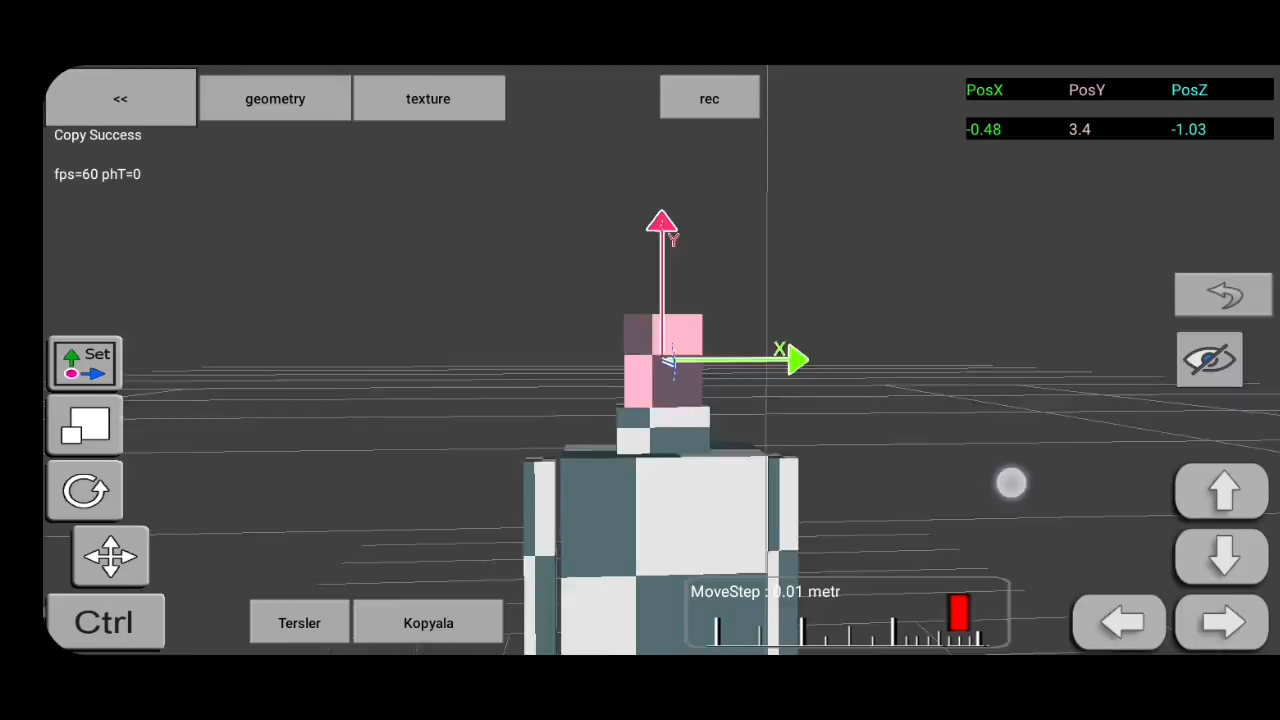 <<
geometry
texture
rec
PosX PosY PosZ
-0.48 3.4 -1.03
Copy Success
fps=60 phT=0
Y
X
Set
MoveStep : 0.01 metr
Ctrl
Tersler
Kopyala